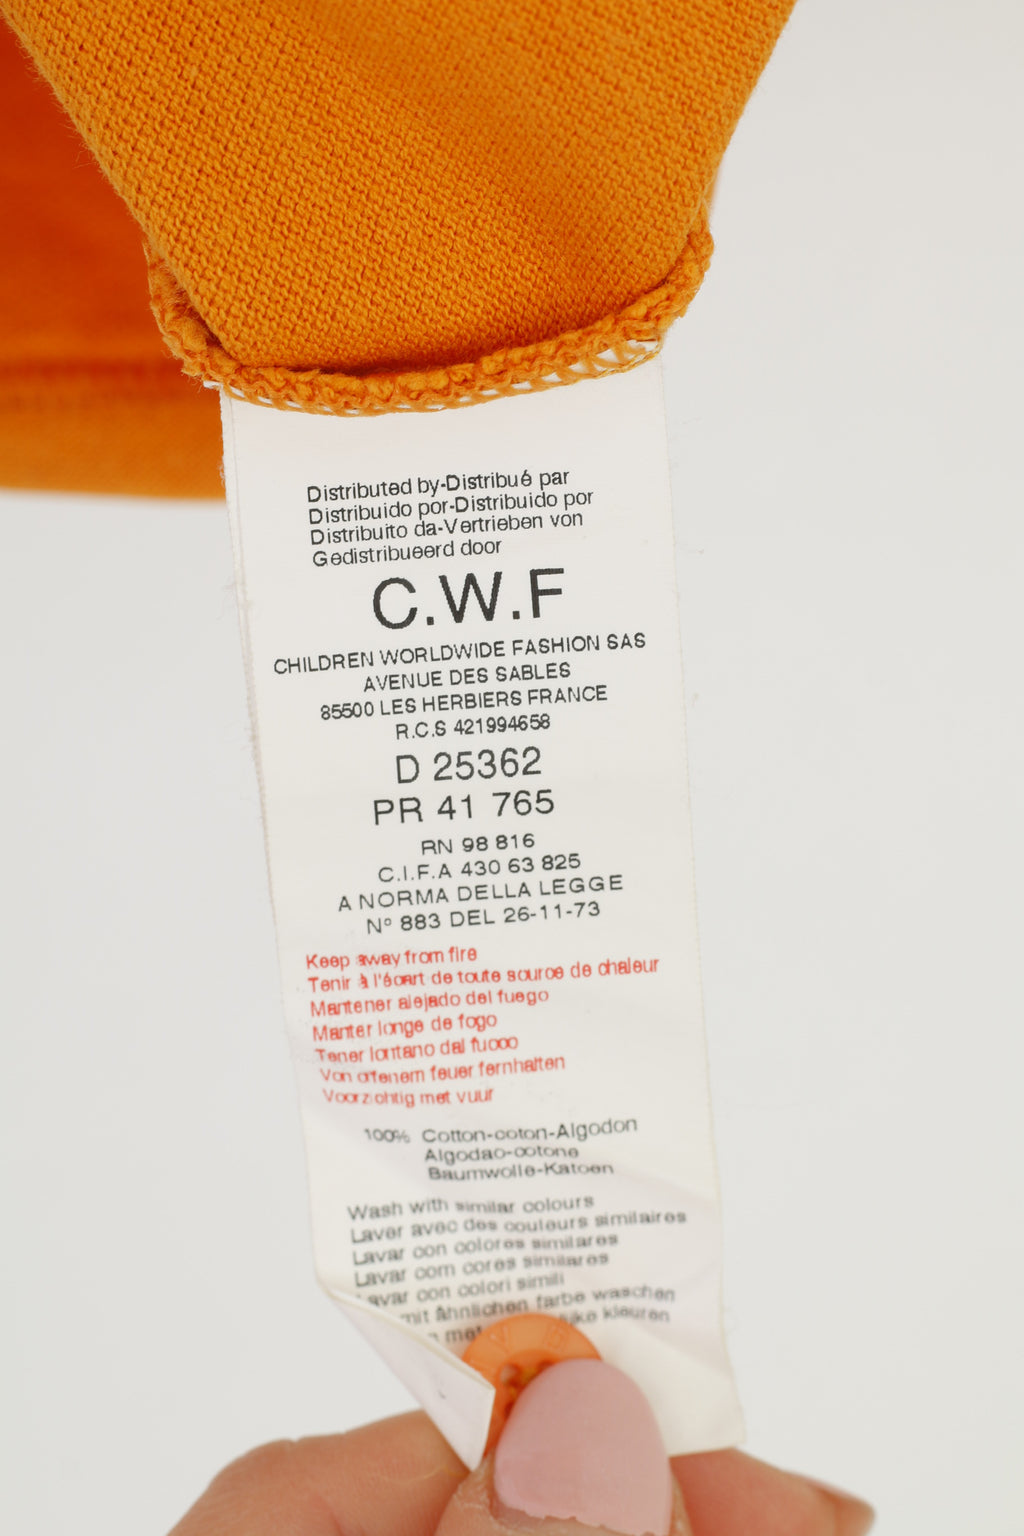 Distributed by-Distribué par
Distribuido por-Distribuido por
Distribuito da-Vertrieben von
Gedistribueerd door
C.W.F
CHILDREN WORLDWIDE FASHION SAS
AVENUE DES SABLES
85500 LES HERBIERS FRANCE
R.C.S 421994658
D 25362
PR 41 765
RN 98 816
C.I.F.A 430 63 825
A NORMA DELLA LEGGE
N° 883 DEL 26-11-73
Keep away from fire
Tenir à l'écart de toute source de chaleur
Mantener alejado del fuego
Manter longe de fogo
Tener lontano dal fuoco
Von offenem feuer fernhalten
Voorzichtig met vuur
100% Cotton-coton-Algodon
Algodao-cotone
Baumwolle-Katoen
Wash with similar colours
Laver avec des couleurs similaires
Lavar con colores similares
Lavar com cores similares
Lavar con colori simili
mit Ähnlichen farbe waschen
met kleuren